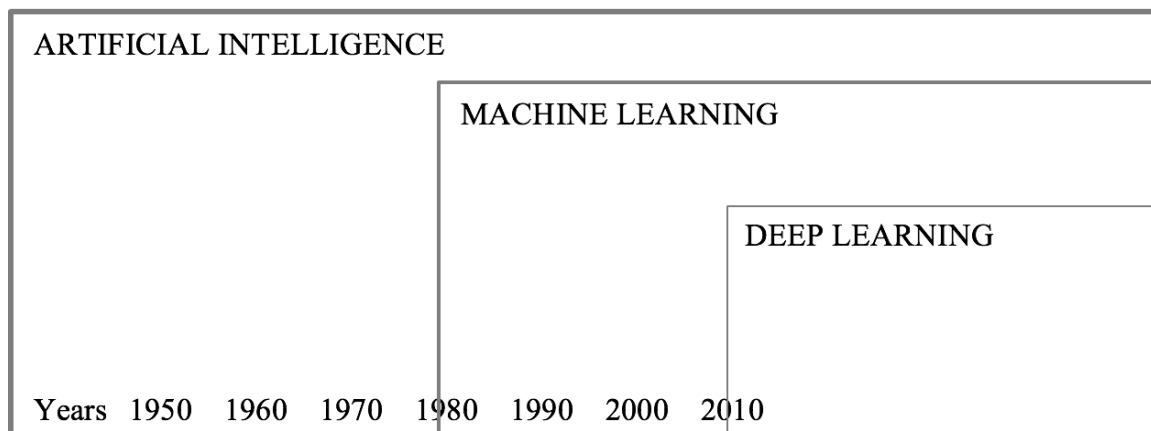 ARTIFICIAL INTELLIGENCE
MACHINE LEARNING
DEEP LEARNING
Years 1950 1960 1970 1980 1990 2000 2010